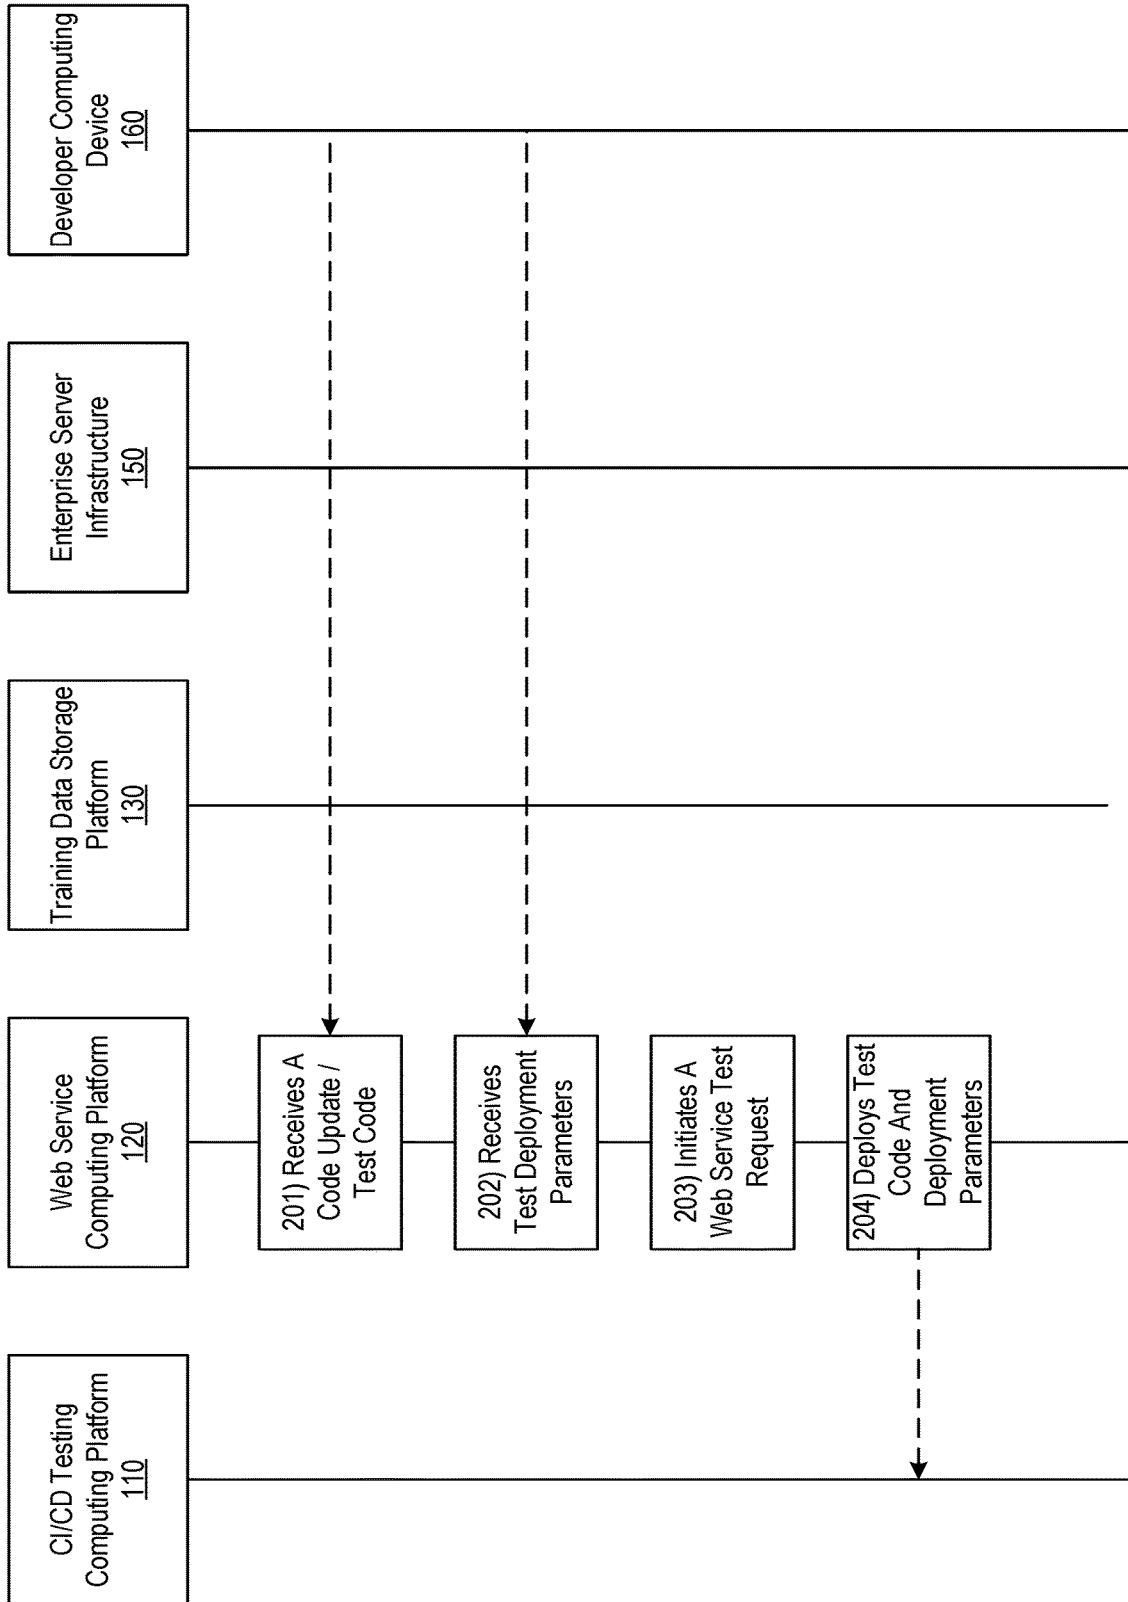 CI/CD Testing
Computing Platform
110
Web Service
Computing Platform
120
Training Data Storage
Platform
130
Enterprise Server
Infrastructure
150
Developer Computing
Device
160
201) Receives A
Code Update /
Test Code
202) Receives
Test Deployment
Parameters
203) Initiates A
Web Service Test
Request
204) Deploys Test
Code And
Deployment
Parameters